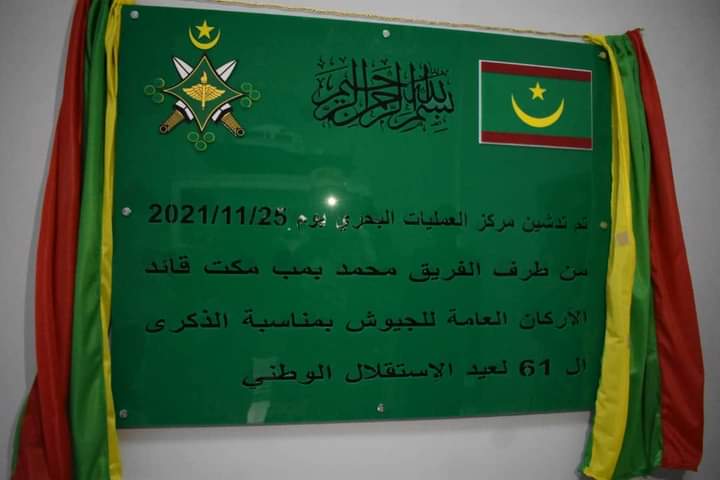 بسم الله الرحمن الرحيم
تم تدشين مركز العمليات البحري يوم 2021/11/25
من طرف الفريق محمد بمب مكت قائد
الاركان العامة للجيوش بمناسبة الذكرى
ال 61 لعيد الاستقلال الوطني